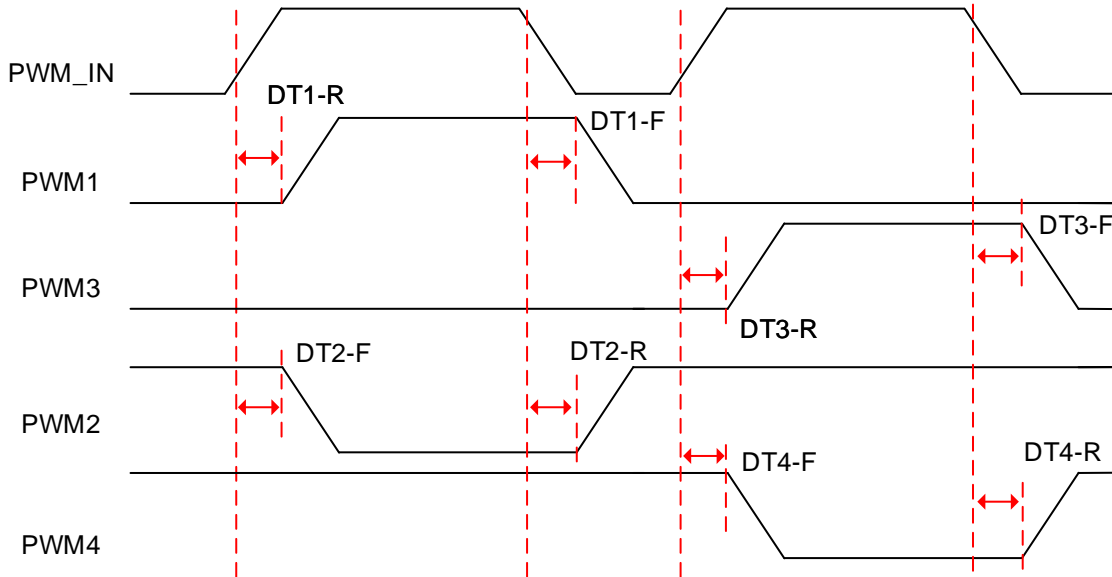 PWM_IN
DT1-R
DT1-F
PWM1
DT3-F
PWM3
DT3-R
DT2-F
DT2-R
PWM2
DT4-F
DT4-R
PWM4